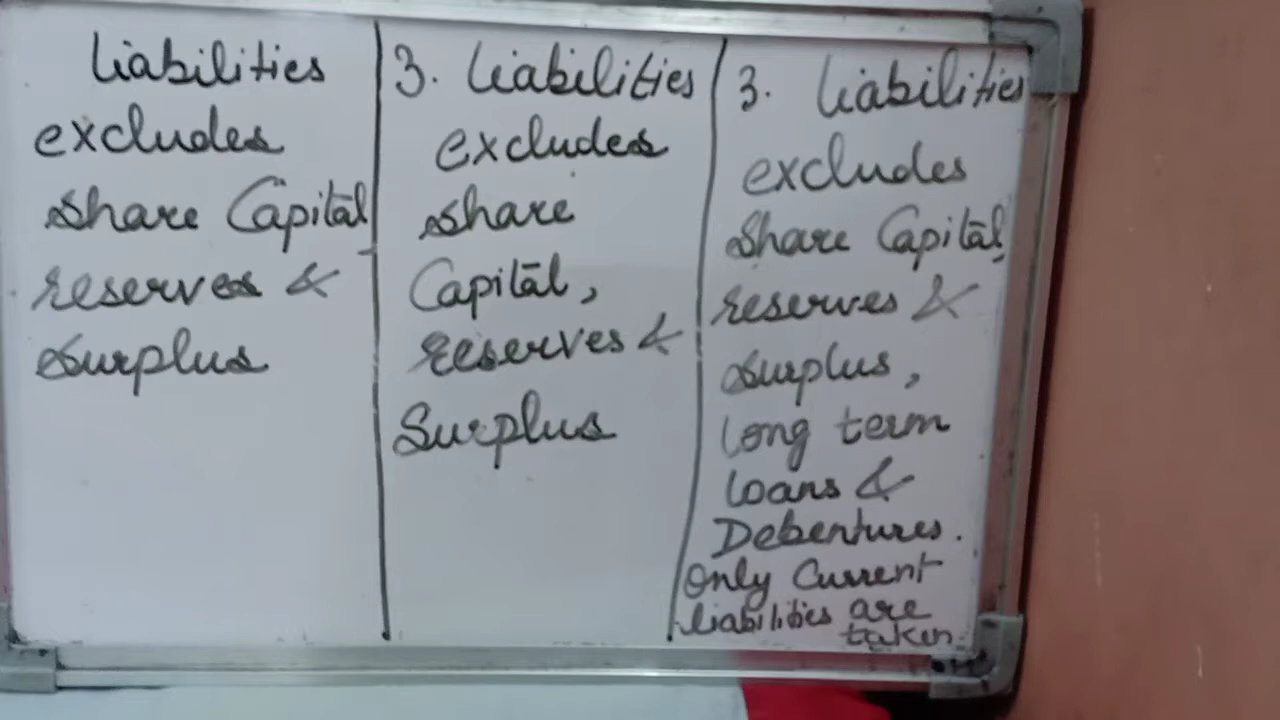 Liabilities
excludes
Share Capital
reserves &
Surplus
3. Liabilities
excludes
share
Capital,
reserves &
Surplus
3. Liabilities
excludes
Share Capital,
reserves &
surplus,
long term
loans &
Debentures.
Only Current
liabilities are
taken.